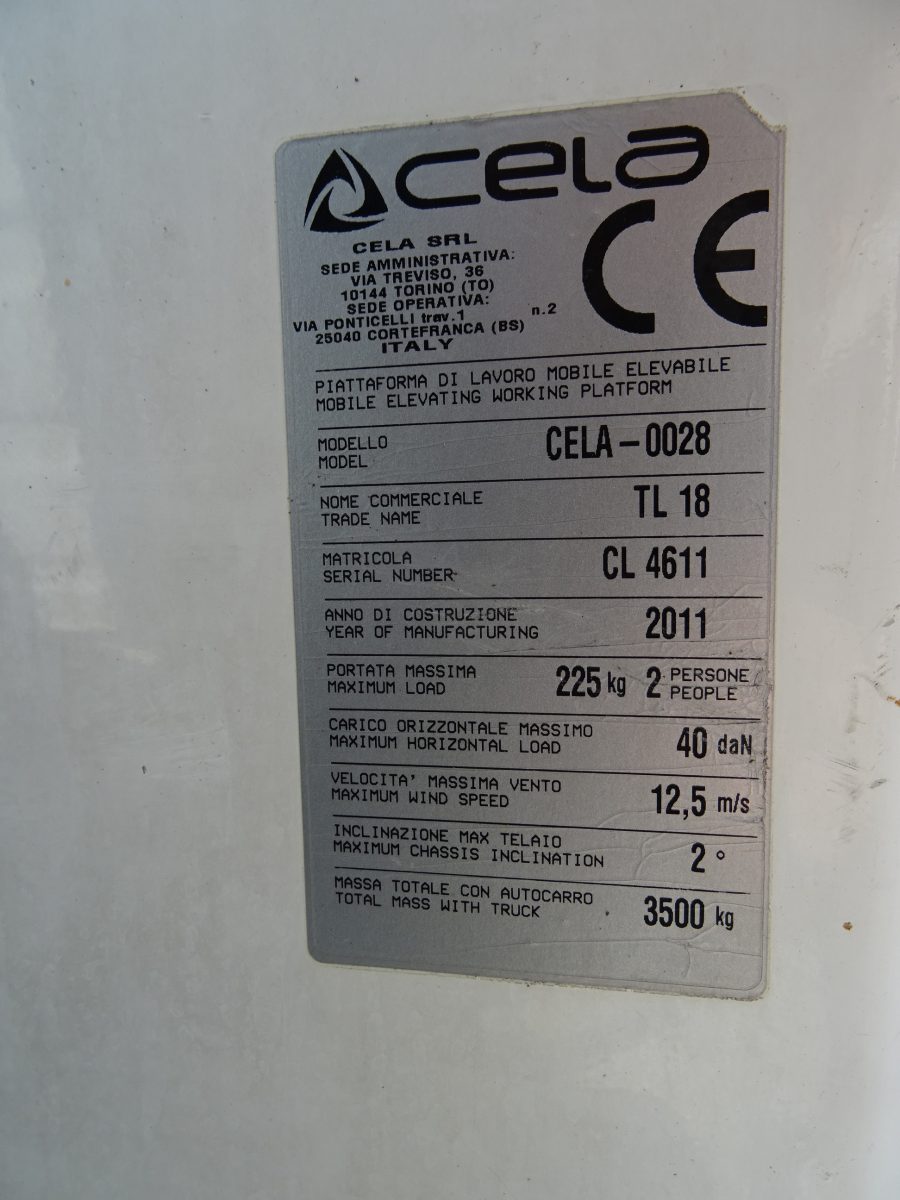 cela
CE
CELA SRL
SEDE AMMINISTRATIVA:
VIA TREVISO, 36
10144 TORINO (TO)
SEDE OPERATIVA:
VIA PONTICELLI trav.1 n.2
25040 CORTEFRANCA (BS)
ITALY
PIATTAFORMA DI LAVORO MOBILE ELEVABILE
MOBILE ELEVATING WORKING PLATFORM
MODELLO
MODEL
CELA-0028
NOME COMMERCIALE
TRADE NAME
TL 18
MATRICOLA
SERIAL NUMBER
CL 4611
ANNO DI COSTRUZIONE
YEAR OF MANUFACTURING
2011
PORTATA MASSIMA
MAXIMUM LOAD
225 kg 2 PERSONE
PEOPLE
CARICO ORIZZONTALE MASSIMO
MAXIMUM HORIZONTAL LOAD
40 daN
VELOCITA' MASSIMA VENTO
MAXIMUM WIND SPEED
12,5 m/s
INCLINAZIONE MAX TELAIO
MAXIMUM CHASSIS INCLINATION
2 °
MASSA TOTALE CON AUTOCARRO
TOTAL MASS WITH TRUCK
3500 kg